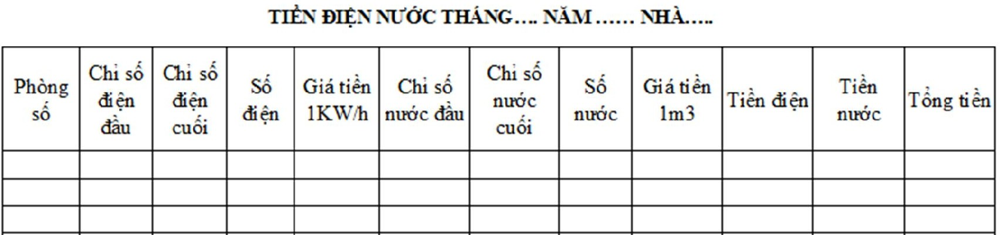 TIỀN ĐIỆN NƯỚC THÁNG.... NĂM ...... NHÀ.....
Phòng
số
Chỉ số
điện
đầu
Chỉ số
điện
cuối
Số
điện
Giá tiền
1KW/h
Chỉ số
nước đầu
Chỉ số
nước
cuối
Số
nước
Giá tiền
1m3
Tiền điện
Tiền
nước
Tổng tiền